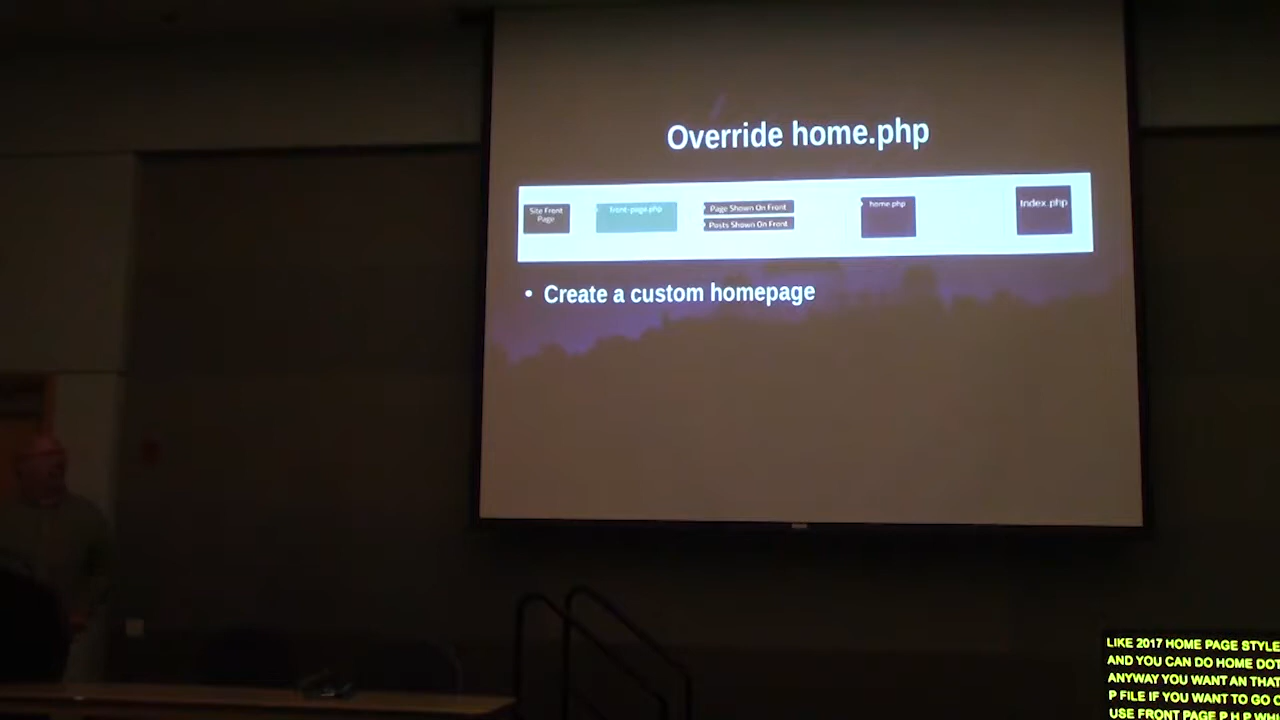 Override home.php
Site Front
Page
front-page.php
Page Shown On Front
Posts Shown On Front
home.php
index.php
• Create a custom homepage
LIKE 2017 HOME PAGE STYLE
AND YOU CAN DO HOME DOT
ANYWAY YOU WANT AN THAT
P FILE IF YOU WANT TO GO
USE FRONT PAGE P H P